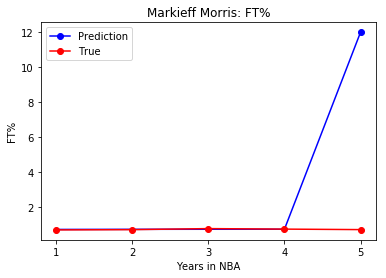 Markieff Morris: FT%
Prediction
True
12
10
8
6
4
2
FT%
1 2 3 4 5
Years in NBA